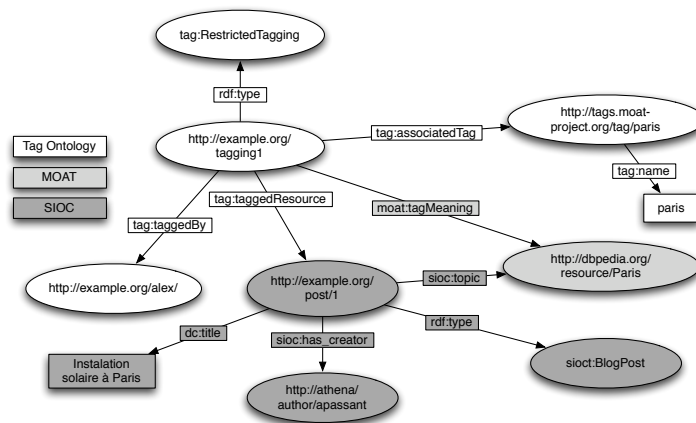 tag:RestrictedTagging
rdf:type
http://example.org/
tagging1
tag:associatedTag
http://tags.moat-
project.org/tag/paris
tag:name
paris
Tag Ontology
MOAT
SIOC
tag:taggedBy
tag:taggedResource
moat:tagMeaning
http://example.org/alex/
http://example.org/
post/1
sioc:topic
http://dbpedia.org/
resource/Paris
dc:title
sioc:has_creator
rdf:type
Instalation
solaire à Paris
http://athena/
author/apassant
sioct:BlogPost